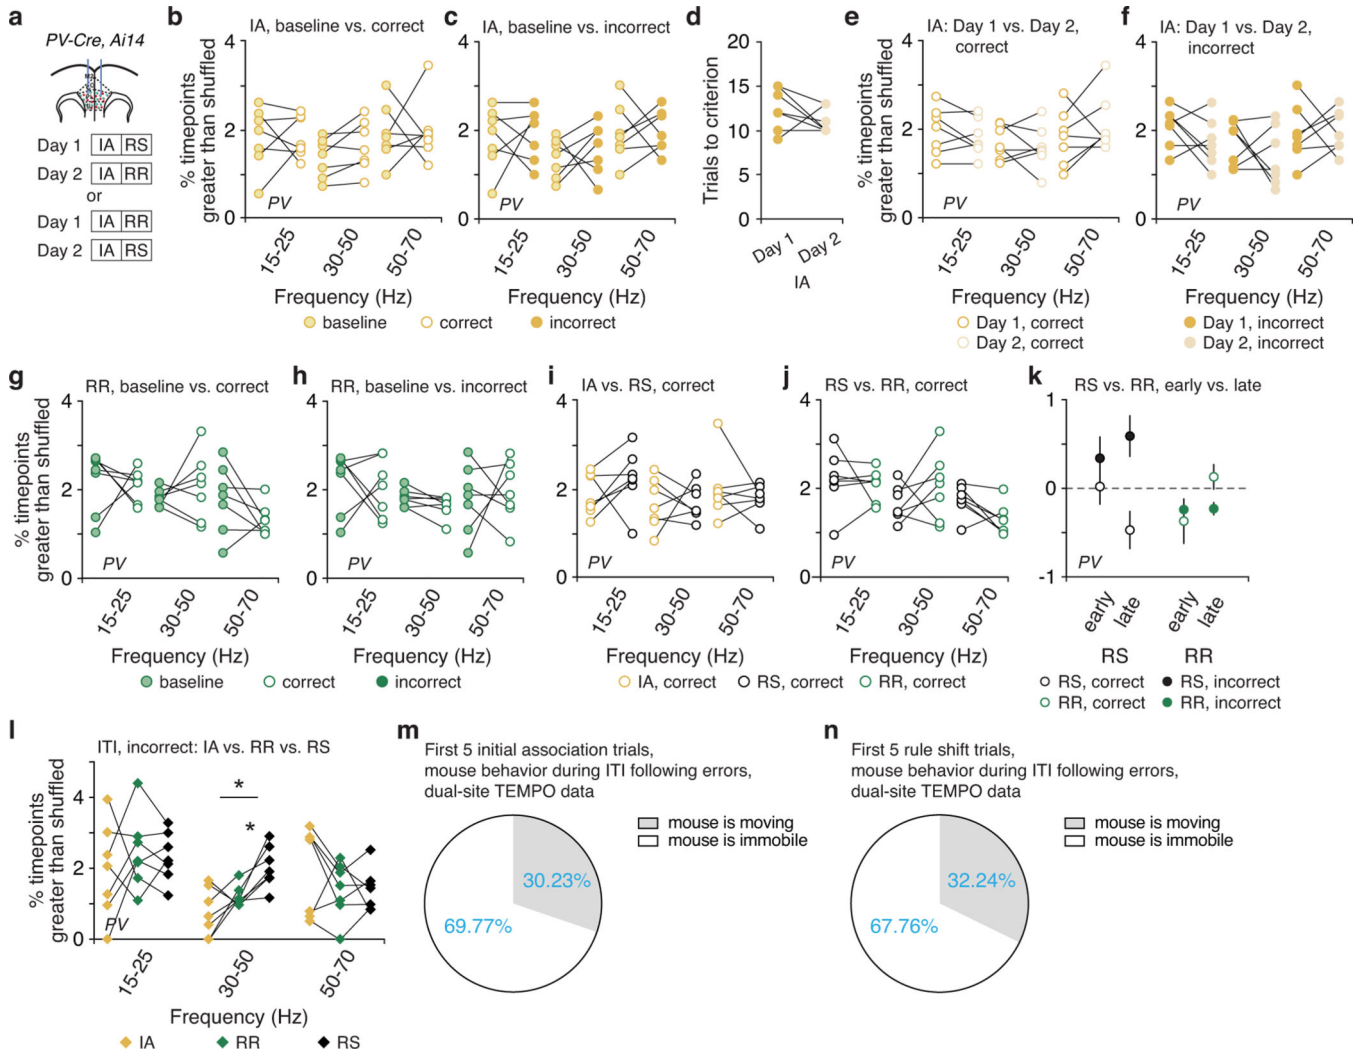 a
PV-Cre, Ai14
Day 1 IA RS
Day 2 IA RR
or
Day 1 IA RR
Day 2 IA RS
b
IA, baseline vs. correct
% timepoints
greater than shuffled
4
2
0
PV
15-25
30-50
50-70
Frequency (Hz)
c
IA, baseline vs. incorrect
4
2
0
PV
15-25
30-50
50-70
Frequency (Hz)
baseline
correct
incorrect
d
Trials to criterion
20
15
10
5
0
Day 1
Day 2
IA
e
IA: Day 1 vs. Day 2,
correct
% timepoints
greater than shuffled
4
2
0
PV
15-25
30-50
50-70
Frequency (Hz)
Day 1, correct
Day 2, correct
f
IA: Day 1 vs. Day 2,
incorrect
4
2
0
PV
15-25
30-50
50-70
Frequency (Hz)
Day 1, incorrect
Day 2, incorrect
g
RR, baseline vs. correct
% timepoints
greater than shuffled
4
2
0
PV
15-25
30-50
50-70
Frequency (Hz)
h
RR, baseline vs. incorrect
4
2
0
PV
15-25
30-50
50-70
Frequency (Hz)
baseline
correct
incorrect
i
IA vs. RS, correct
4
2
0
PV
15-25
30-50
50-70
Frequency (Hz)
j
RS vs. RR, correct
4
2
0
PV
15-25
30-50
50-70
Frequency (Hz)
IA, correct
RS, correct
RR, correct
k
RS vs. RR, early vs. late
1
0
-1
PV
early
late
early
late
RS
RR
RS, correct
RS, incorrect
RR, correct
RR, incorrect
l
ITI, incorrect: IA vs. RR vs. RS
% timepoints
greater than shuffled
4
2
0
*
*
PV
15-25
30-50
50-70
Frequency (Hz)
IA
RR
RS
m
First 5 initial association trials,
mouse behavior during ITI following errors,
dual-site TEMPO data
mouse is moving
mouse is immobile
30.23%
69.77%
n
First 5 rule shift trials,
mouse behavior during ITI following errors,
dual-site TEMPO data
mouse is moving
mouse is immobile
32.24%
67.76%